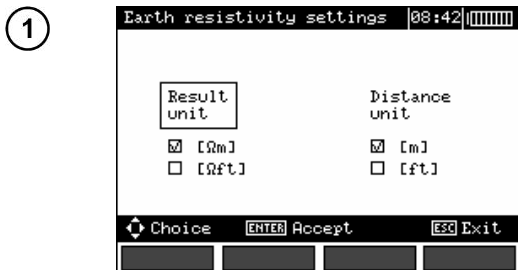 1
Earth resistivity settings 08:42
Result unit
Distance unit
☑ [Ωm]
☑ [m]
☐ [Ωft]
☐ [ft]
Choice ENTER Accept ESC Exit